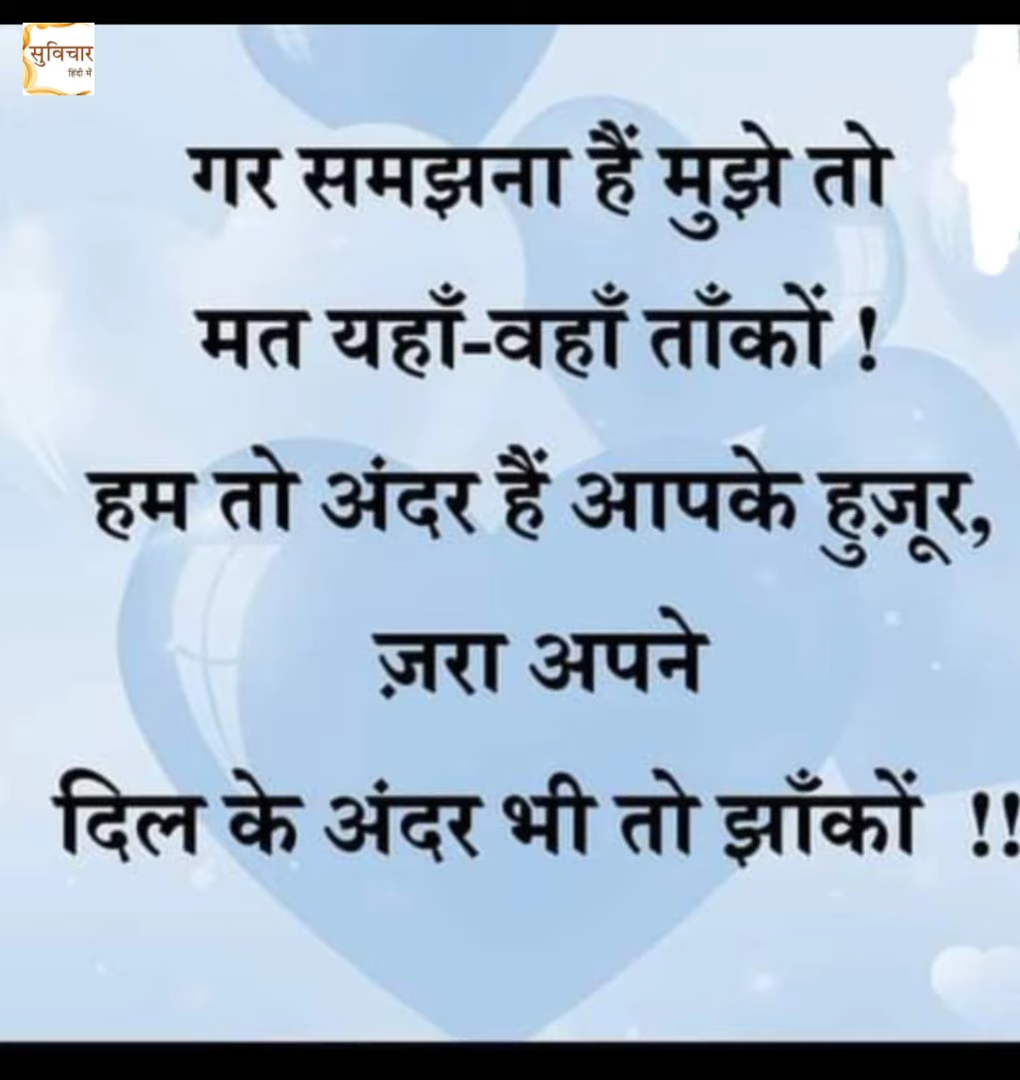 सुविचार
हिंदी में
गर समझना हैं मुझे तो
मत यहाँ-वहाँ ताँकों !
हम तो अंदर हैं आपके हुज़ूर,
ज़रा अपने
दिल के अंदर भी तो झाँकों !!